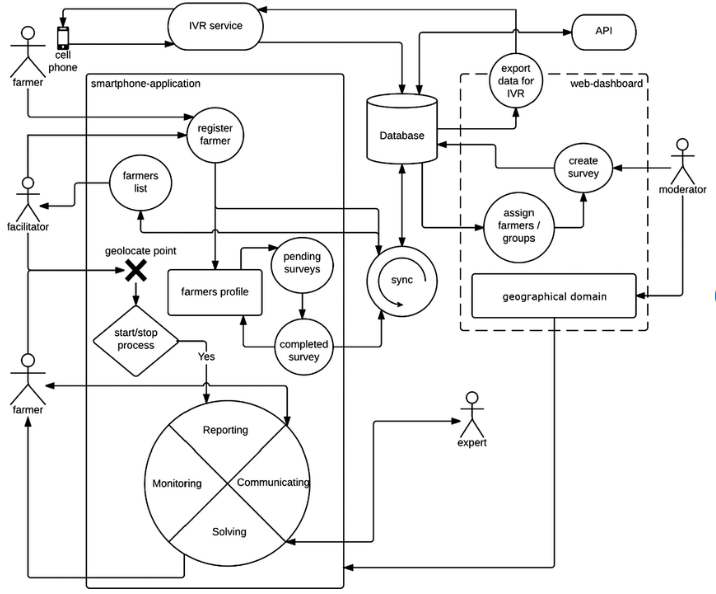 IVR service
API
cell
phone
farmer
export
data for
IVR
smartphone-application
web-dashboard
register
farmer
Database
create
survey
moderator
farmers
list
facilitator
assign
farmers /
groups
geolocate point
pending
surveys
sync
farmers profile
geographical domain
start/stop
process
completed
survey
Yes
farmer
Reporting
expert
Monitoring
Communicating
Solving